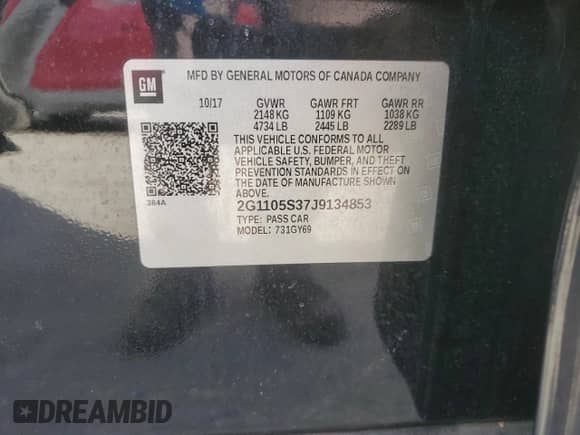 GM
MFD BY GENERAL MOTORS OF CANADA COMPANY
10/17 GVWR GAWR FRT GAWR RR
2148 KG 1109 KG 1038 KG
4734 LB 2445 LB 2289 LB
THIS VEHICLE CONFORMS TO ALL
APPLICABLE U.S. FEDERAL MOTOR
VEHICLE SAFETY, BUMPER, AND THEFT
PREVENTION STANDARDS IN EFFECT ON
THE DATE OF MANUFACTURE SHOWN
ABOVE.
384A
2G1105S37J9134853
TYPE: PASS CAR
MODEL: 731GY69
DREAMBID